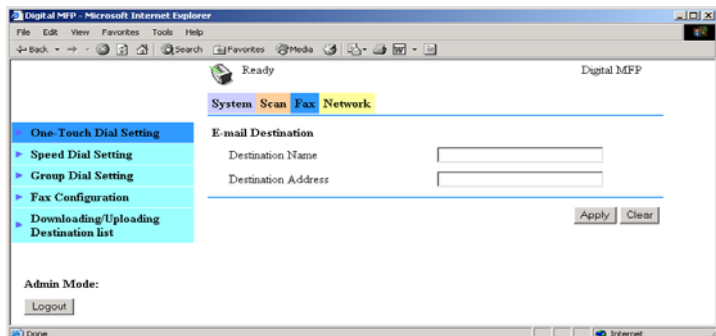 Digital MFP - Microsoft Internet Explorer
File Edit View Favorites Tools Help
Back Search Favorites Media
Ready Digital MFP
System Scan Fax Network
One-Touch Dial Setting
E-mail Destination
Speed Dial Setting
Destination Name
Group Dial Setting
Destination Address
Fax Configuration
Downloading/Uploading
Destination list
Apply Clear
Admin Mode:
Logout
Done Internet